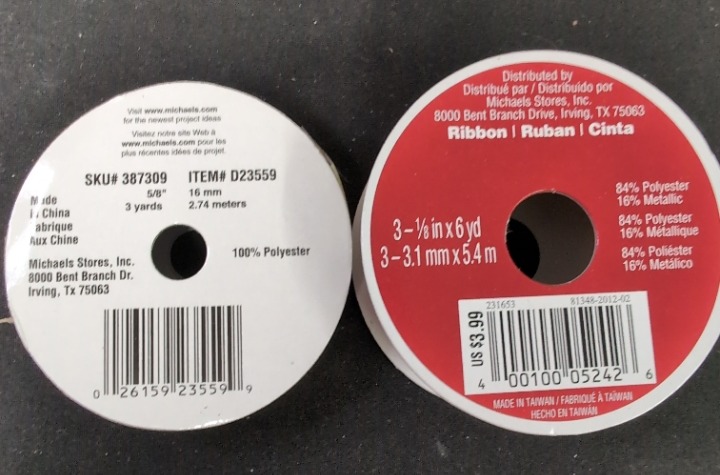 Visit www.michaels.com
for the newest project ideas
Visitez notre site Web à
www.michaels.com pour les
plus récentes idées de projet.
SKU# 387309 ITEM# D23559
5/8" 16 mm
3 yards 2.74 meters
Made
In China
Fabrique
Aux Chine
100% Polyester
Michaels Stores, Inc.
8000 Bent Branch Dr.
Irving, Tx 75063
0 26159 23559 9
Distributed by
Distribué par / Distribuido por
Michaels Stores, Inc.
8000 Bent Branch Drive, Irving, TX 75063
Ribbon | Ruban | Cinta
84% Polyester
16% Metallic
84% Polyester
16% Métallique
84% Poliéster
16% Metálico
3–⅛ in x 6 yd
3–3.1 mm x 5.4 m
231653 81348-2012-02
US $3.99
4 00100 05242 6
MADE IN TAIWAN / FABRIQUÉ À TAÏWAN
HECHO EN TAIWÁN